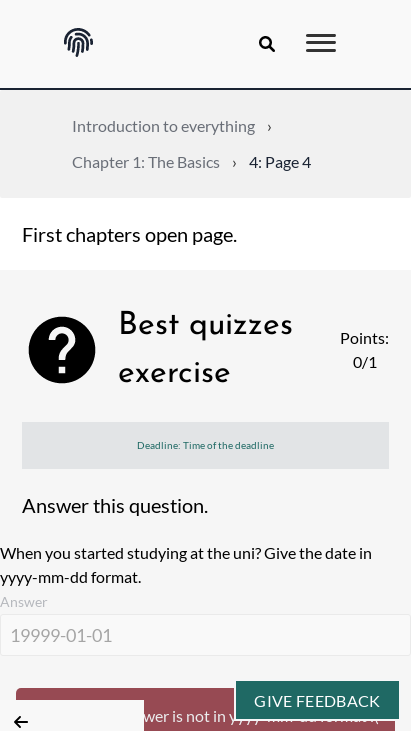 Introduction to everything ›
Chapter 1: The Basics › 4: Page 4
First chapters open page.
Best quizzes
exercise
Points:
0/1
Deadline: Time of the deadline
Answer this question.
When you started studying at the uni? Give the date in
yyyy-mm-dd format.
Answer
19999-01-01
GIVE FEEDBACK
wer is not in